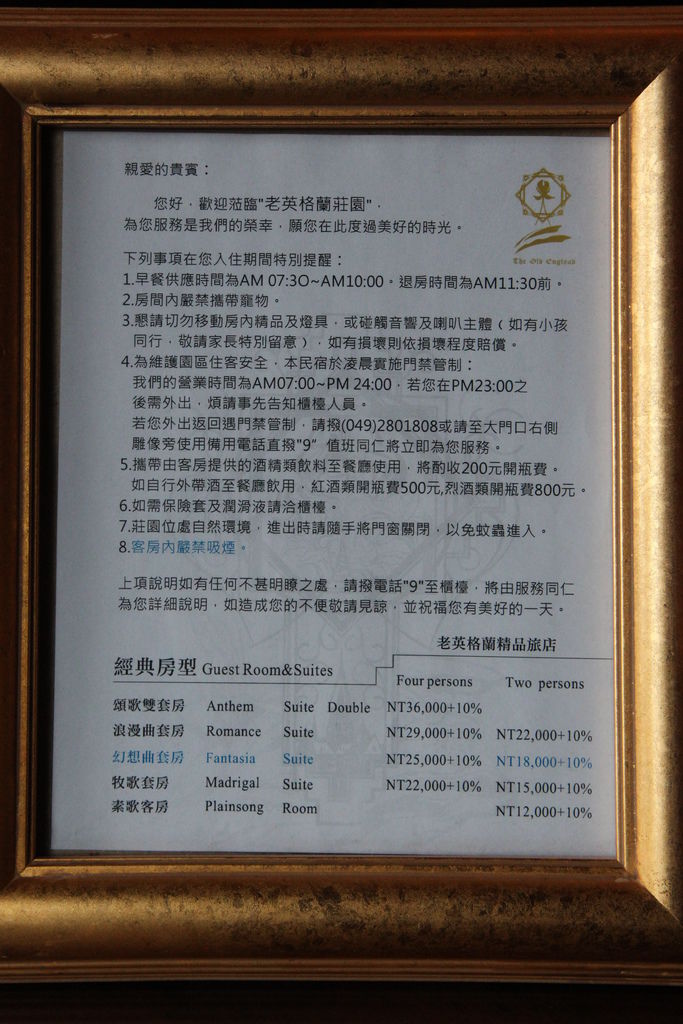 親愛的貴賓：
The Old England
您好，歡迎蒞臨"老英格蘭莊園"，
為您服務是我們的榮幸，願您在此度過美好的時光。
下列事項在您入住期間特別提醒：
1.早餐供應時間為AM 07:30~AM10:00。退房時間為AM11:30前。
2.房間內嚴禁攜帶寵物。
3.懇請切勿移動房內精品及燈具，或碰觸音響及喇叭主體（如有小孩
同行，敬請家長特別留意），如有損壞則依損壞程度賠償。
4.為維護園區住客安全，本民宿於凌晨實施門禁管制：
我們的營業時間為AM07:00~PM 24:00，若您在PM23:00之
後需外出，煩請事先告知櫃檯人員。
若您外出返回遇門禁管制，請撥(049)2801808或請至大門口右側
雕像旁使用備用電話直撥"9" 值班同仁將立即為您服務。
5.攜帶由客房提供的酒精類飲料至餐廳使用，將酌收200元開瓶費。
如自行外帶酒至餐廳飲用，紅酒類開瓶費500元,烈酒類開瓶費800元。
6.如需保險套及潤滑液請洽櫃檯。
7.莊園位處自然環境，進出時請隨手將門窗關閉，以免蚊蟲進入。
8.客房內嚴禁吸煙。
上項說明如有任何不甚明瞭之處，請撥電話"9"至櫃檯，將由服務同仁
為您詳細說明，如造成您的不便敬請見諒，並祝福您有美好的一天。
老英格蘭精品旅店
經典房型 Guest Room&Suites
Four persons Two persons
頌歌雙套房 Anthem Suite Double NT36,000+10%
浪漫曲套房 Romance Suite NT29,000+10% NT22,000+10%
幻想曲套房 Fantasia Suite NT25,000+10% NT18,000+10%
牧歌套房 Madrigal Suite NT22,000+10% NT15,000+10%
素歌客房 Plainsong Room NT12,000+10%